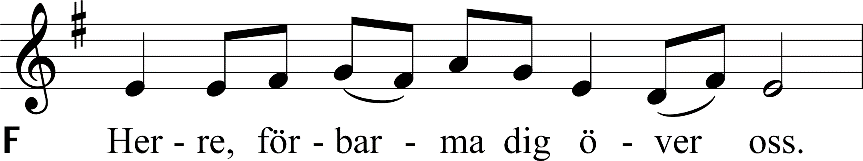 F Her - re, för - bar - ma dig ö - ver oss.